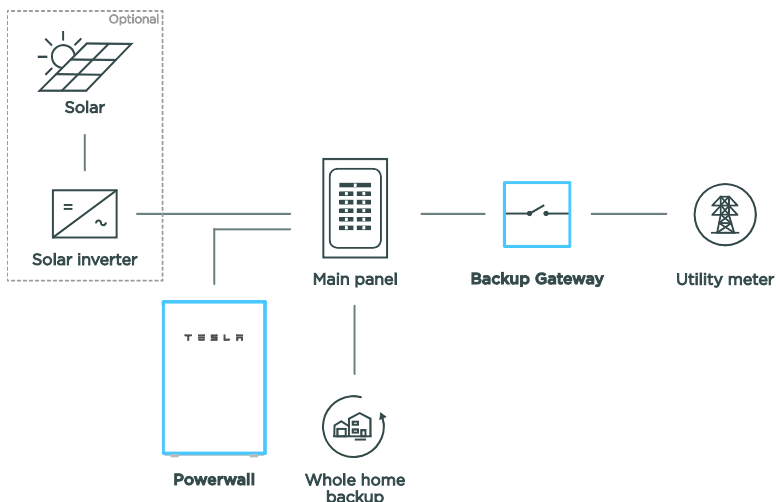 Optional
Solar
Solar inverter
Main panel
Backup Gateway
Utility meter
TESLA
Powerwall
Whole home
backup